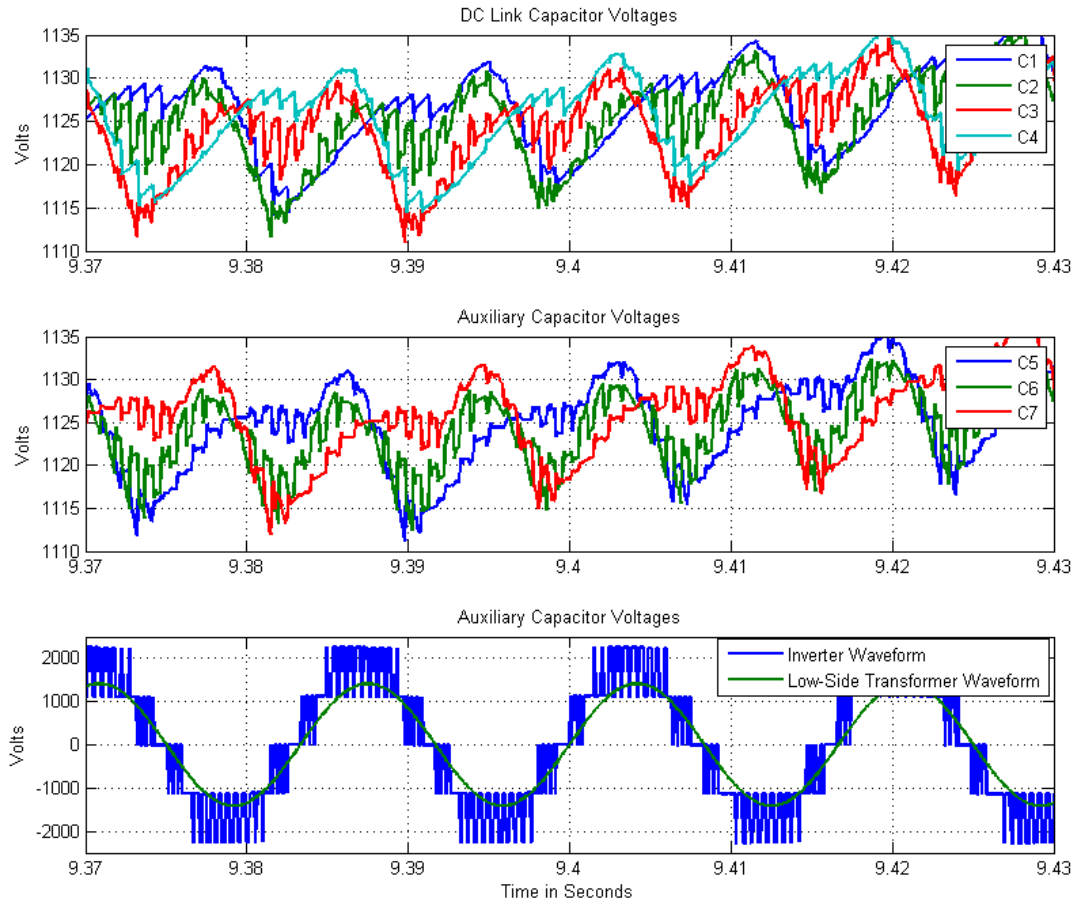 DC Link Capacitor Voltages
1135
1130
1125
1120
1115
1110
Volts
9.37
9.38
9.39
9.4
9.41
9.42
9.43
C1
C2
C3
C4
Auxiliary Capacitor Voltages
1135
1130
1125
1120
1115
1110
Volts
9.37
9.38
9.39
9.4
9.41
9.42
9.43
C5
C6
C7
Auxiliary Capacitor Voltages
2000
1000
0
-1000
-2000
Volts
9.37
9.38
9.39
9.4
9.41
9.42
9.43
Inverter Waveform
Low-Side Transformer Waveform
Time in Seconds